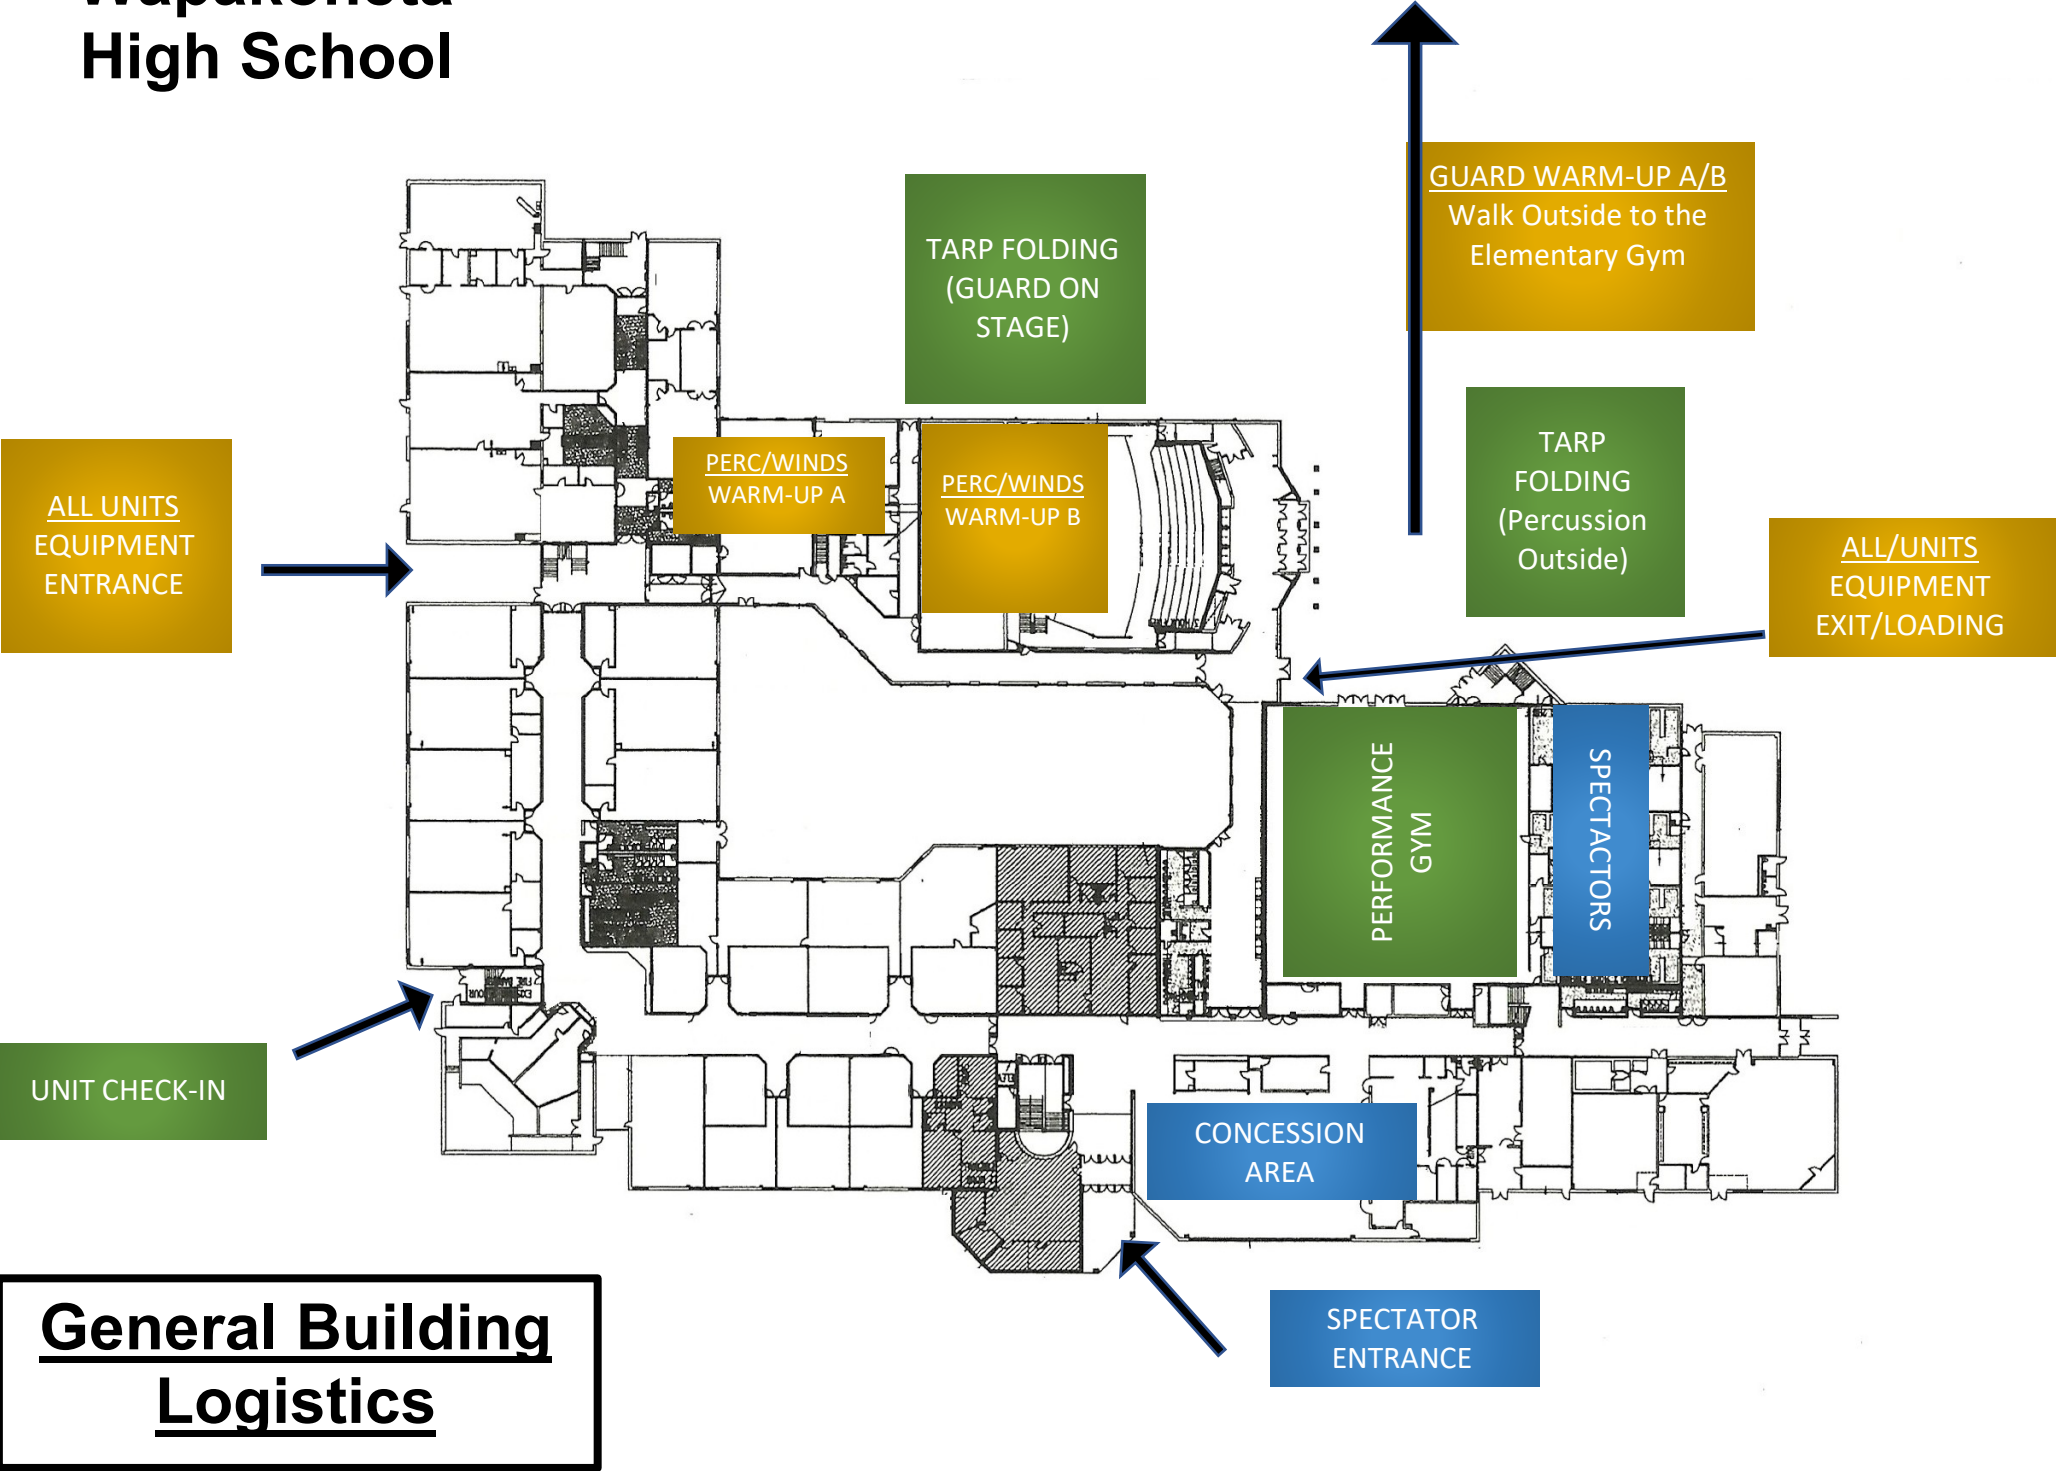 Wapakoneta
High School
GUARD WARM-UP A/B
Walk Outside to the
Elementary Gym
TARP FOLDING
(GUARD ON
STAGE)
TARP
FOLDING
(Percussion
Outside)
PERC/WINDS
WARM-UP A
PERC/WINDS
WARM-UP B
ALL UNITS
EQUIPMENT
ENTRANCE
ALL/UNITS
EQUIPMENT
EXIT/LOADING
PERFORMANCE
GYM
SPECTACTORS
UNIT CHECK-IN
CONCESSION
AREA
SPECTATOR
ENTRANCE
General Building
Logistics